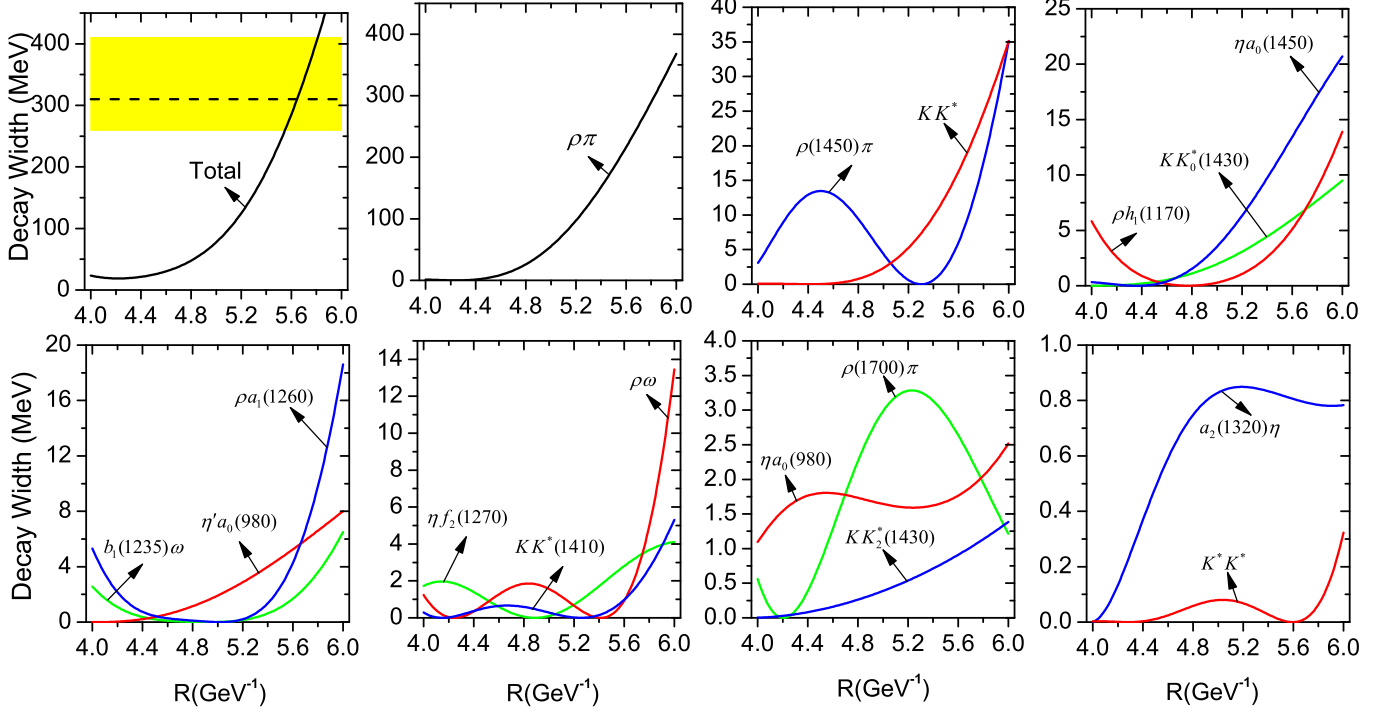 Decay Width (MeV)
400
300
200
100
0
4.0 4.4 4.8 5.2 5.6 6.0
Total
400
350
300
250
200
150
100
50
0
4.0 4.4 4.8 5.2 5.6 6.0
ρπ
40
35
30
25
20
15
10
5
0
4.0 4.4 4.8 5.2 5.6 6.0
ρ(1450)π
KK*
25
20
15
10
5
0
4.0 4.4 4.8 5.2 5.6 6.0
ηa₀(1450)
KK₀*(1430)
ρh₁(1170)
Decay Width (MeV)
20
16
12
8
4
0
4.0 4.4 4.8 5.2 5.6 6.0
R(GeV⁻¹)
ρa₁(1260)
η′a₀(980)
b₁(1235)ω
14
12
10
8
6
4
2
0
4.0 4.4 4.8 5.2 5.6 6.0
R(GeV⁻¹)
ρω
ηf₂(1270)
KK*(1410)
4.0
3.5
3.0
2.5
2.0
1.5
1.0
0.5
0.0
4.0 4.4 4.8 5.2 5.6 6.0
R(GeV⁻¹)
ρ(1700)π
ηa₀(980)
KK₂*(1430)
1.0
0.8
0.6
0.4
0.2
0.0
4.0 4.4 4.8 5.2 5.6 6.0
R(GeV⁻¹)
a₂(1320)η
K*K*